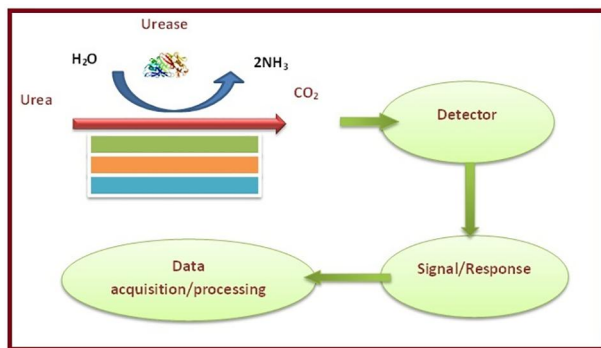 Urease
H₂O
2NH₃
Urea
CO₂
Detector
Signal/Response
Data
acquisition/processing